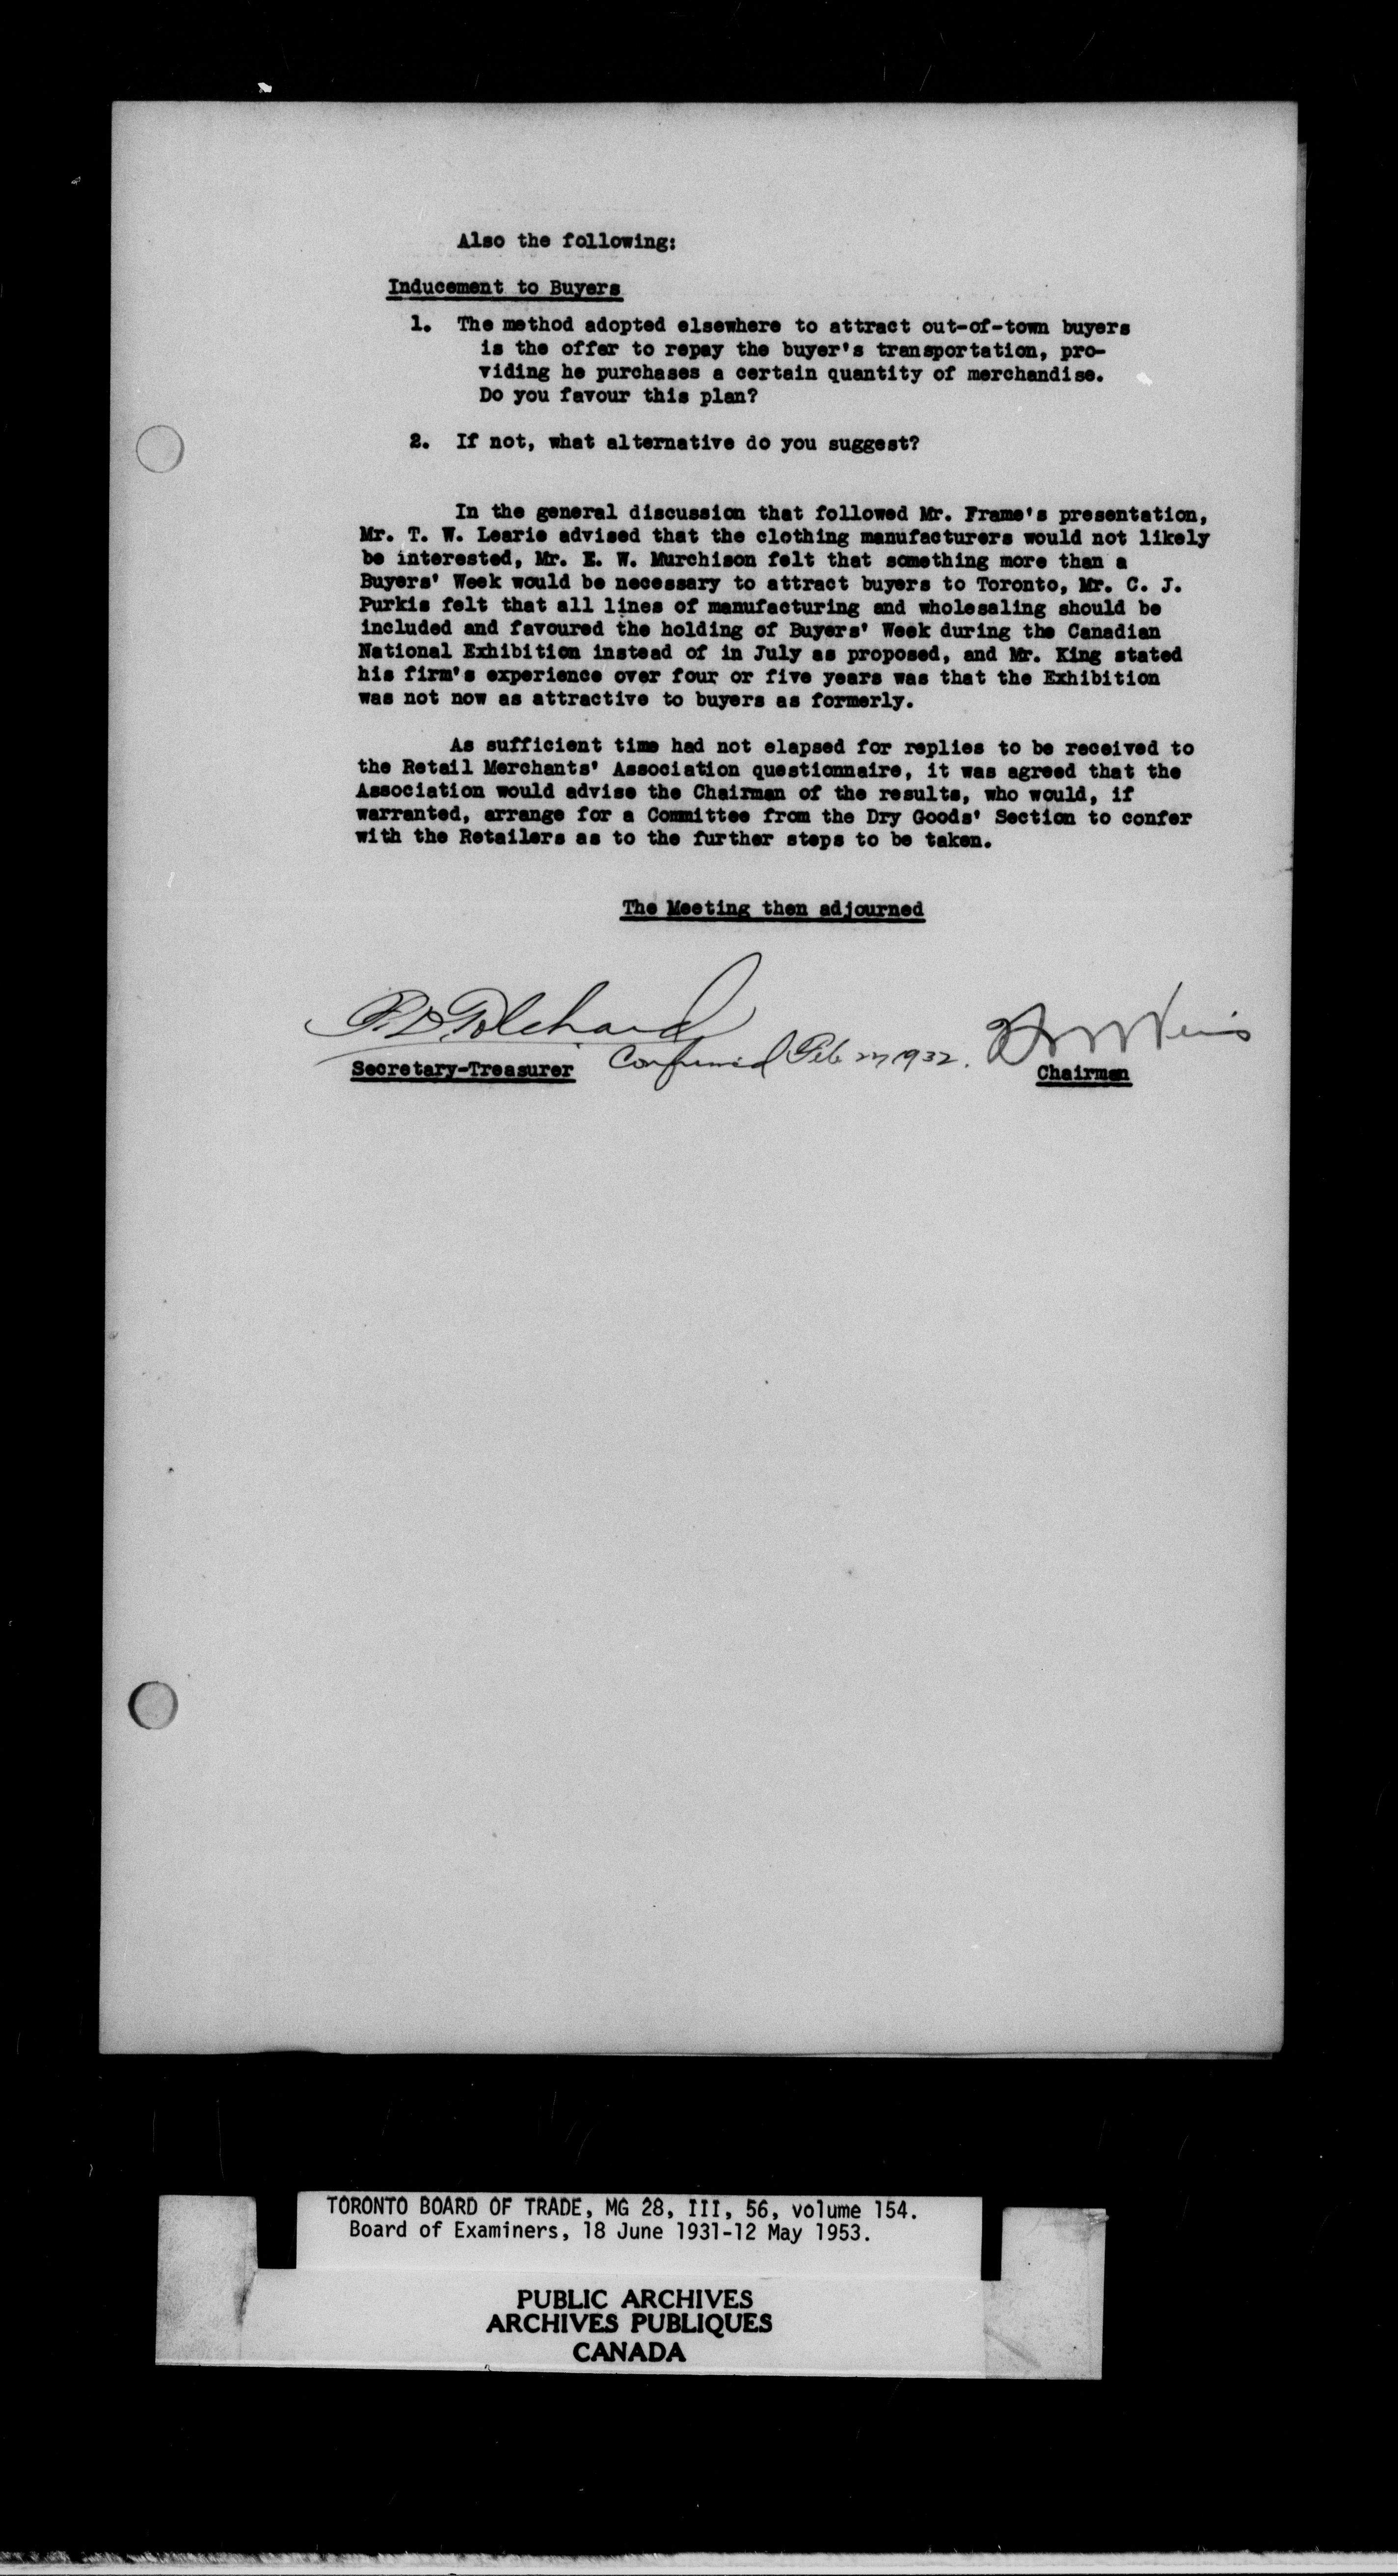 Also the following:
Inducement to Buyers
1. The method adopted elsewhere to attract out-of-town buyers
is the offer to repay the buyer's transportation, pro-
viding he purchases a certain quantity of merchandise.
Do you favour this plan?
2. If not, what alternative do you suggest?
In the general discussion that followed Mr. Frame's presentation,
Mr. T. W. Learie advised that the clothing manufacturers would not likely
be interested, Mr. E. W. Murchison felt that something more than a
Buyers' Week would be necessary to attract buyers to Toronto, Mr. C. J.
Purkis felt that all lines of manufacturing and wholesaling should be
included and favoured the holding of Buyers' Week during the Canadian
National Exhibition instead of in July as proposed, and Mr. King stated
his firm's experience over four or five years was that the Exhibition
was not now as attractive to buyers as formerly.
As sufficient time had not elapsed for replies to be received to
the Retail Merchants' Association questionnaire, it was agreed that the
Association would advise the Chairman of the results, who would, if
warranted, arrange for a Committee from the Dry Goods' Section to confer
with the Retailers as to the further steps to be taken.
The Meeting then adjourned
Secretary-Treasurer Confirmed Feb 1932. Chairman
TORONTO BOARD OF TRADE, MG 28, III, 56, volume 154.
Board of Examiners, 18 June 1931-12 May 1953.
PUBLIC ARCHIVES
ARCHIVES PUBLIQUES
CANADA